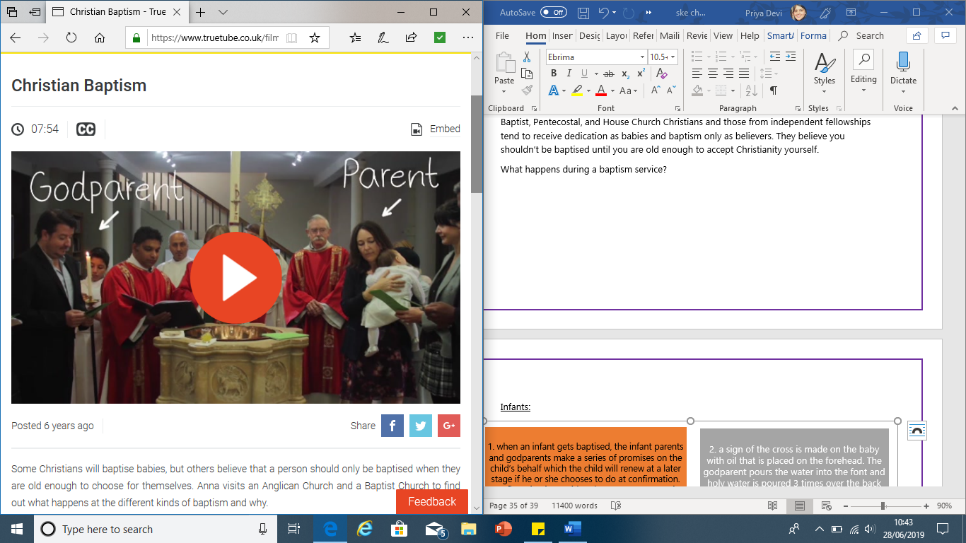 Christian Baptism - True
https://www.truetube.co.uk/film
Christian Baptism
07:54
CC
Embed
Godparent
Parent
Posted 6 years ago
Share
f
G+
Some Christians will baptise babies, but others believe that a person should only be baptised when they
are old enough to choose for themselves. Anna visits an Anglican Church and a Baptist Church to find
out what happens at the different kinds of baptism and why.
Feedback
AutoSave Off
ske ch...
Priya Devi
File Hom Inser Desig Layou Refer Maili Revie View Help SmartA Forma Search
Paste
Clipboard
Ebrima 10.5
B I U ab x₂ x²
A A Aa A A
Font
Paragraph
Styles
Styles
Editing
Dictate
Voice
Baptist, Pentecostal, and House Church Christians and those from independent fellowships
tend to receive dedication as babies and baptism only as believers. They believe you
shouldn't be baptised until you are old enough to accept Christianity yourself.
What happens during a baptism service?
Infants:
1. when an infant gets baptised, the infant parents
and godparents make a series of promises on the
child's behalf which the child will renew at a later
stage if he or she chooses to do at confirmation.
2. a sign of the cross is made on the baby
with oil that is placed on the forehead. The
godparent pours the water into the font and
holy water is poured 3 times over the back
Page 35 of 39 11400 words
90%
Type here to search
5
10:43
28/06/2019